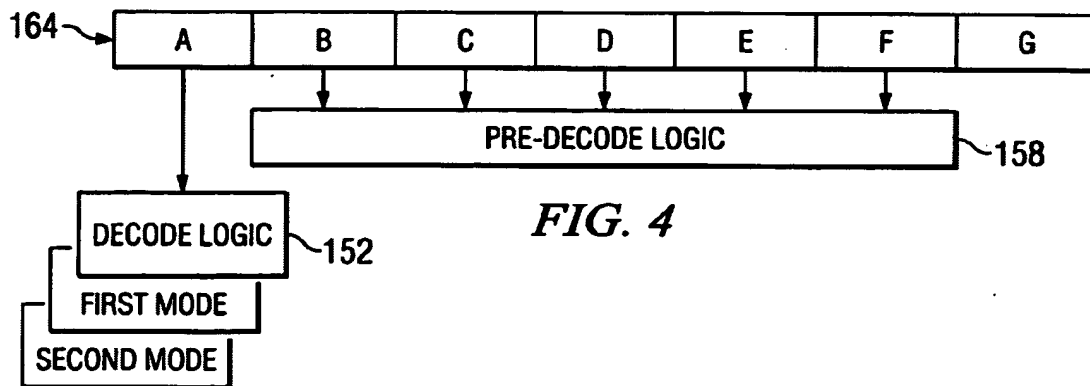 164 A B C D E F G
PRE-DECODE LOGIC 158
DECODE LOGIC 152
FIG. 4
FIRST MODE
SECOND MODE